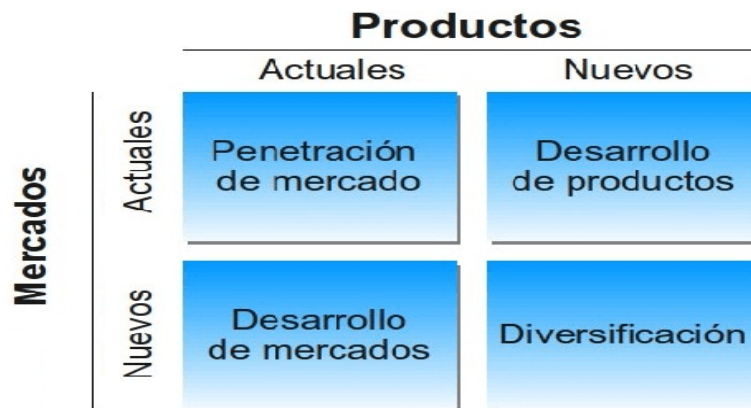 Productos
Actuales
Nuevos
Mercados
Actuales
Penetración
de mercado
Desarrollo
de productos
Nuevos
Desarrollo
de mercados
Diversificación